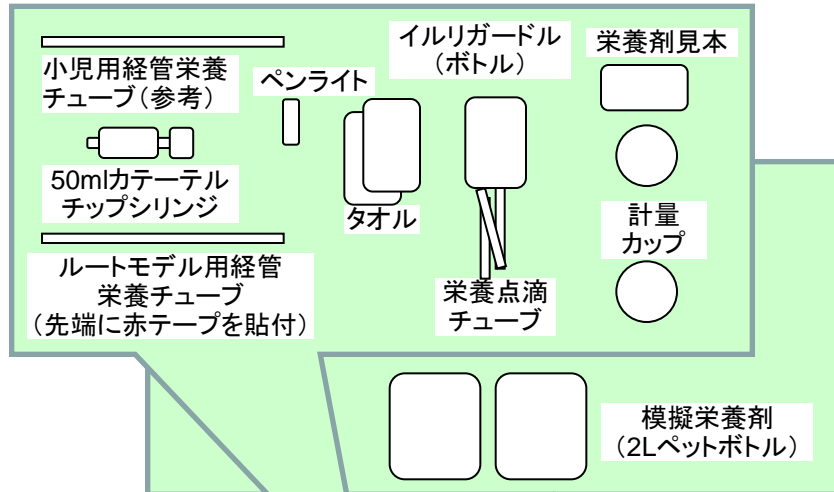 小児用経管栄養
チューブ（参考）
ペンライト
イルリガードル
（ボトル）
栄養剤見本
50mlカテーテル
チップシリンジ
タオル
計量
カップ
ルートモデル用経管
栄養チューブ
（先端に赤テープを貼付）
栄養点滴
チューブ
模擬栄養剤
（2Lペットボトル）